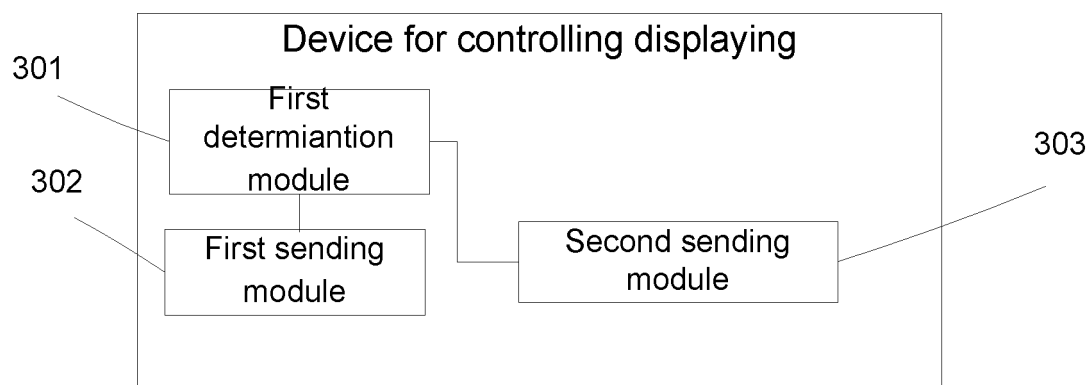 Device for controlling displaying
301
First
determiantion
module
303
302
First sending
module
Second sending
module